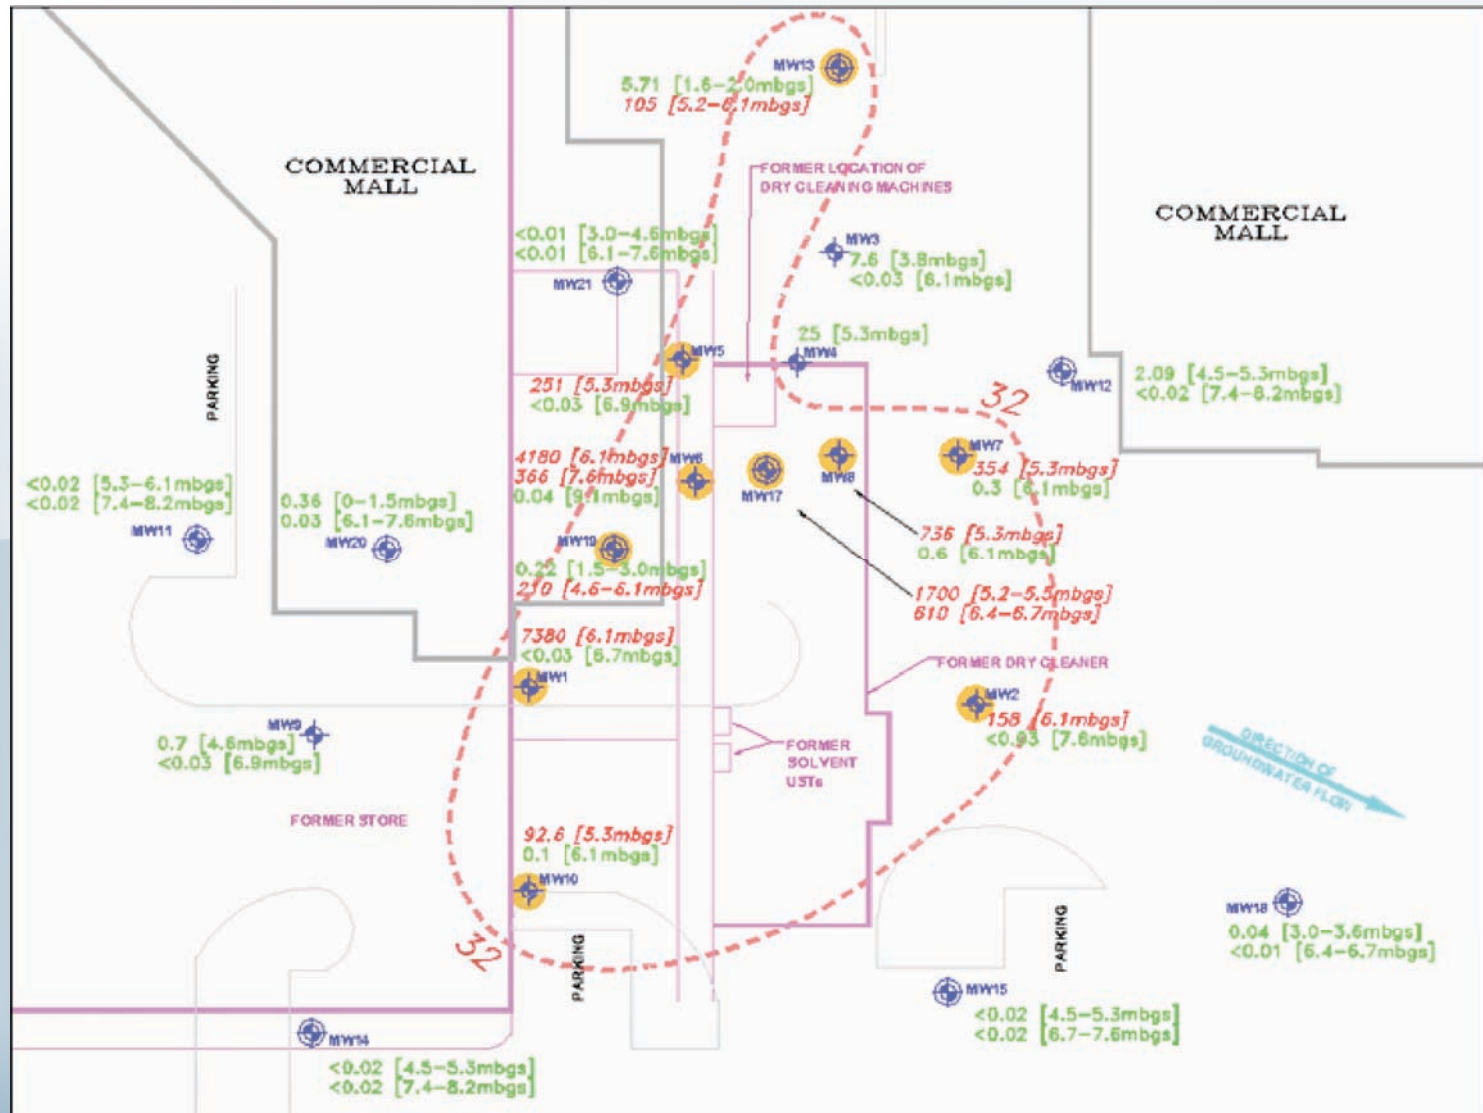 MW13
5.71 [1.6-2.0mbgs]
105 [5.2-6.1mbgs]
COMMERCIAL
MALL
FORMER LOCATION OF
DRY CLEANING MACHINES
COMMERCIAL
MALL
<0.01 [3.0-4.6mbgs]
<0.01 [6.1-7.6mbgs]
MW21
MW3
7.6 [3.8mbgs]
<0.03 [6.1mbgs]
25 [5.3mbgs]
MW4
MW5
251 [5.3mbgs]
<0.03 [6.9mbgs]
PARKING
MW12
2.09 [4.5-5.3mbgs]
<0.02 [7.4-8.2mbgs]
32
4180 [6.1mbgs]
366 [7.6mbgs]
0.04 [9.1mbgs]
MW6
MW17
MW8
MW7
354 [5.3mbgs]
0.3 [6.1mbgs]
<0.02 [5.3-6.1mbgs]
<0.02 [7.4-8.2mbgs]
MW11
0.36 [0-1.5mbgs]
0.03 [6.1-7.6mbgs]
MW20
MW19
0.22 [1.5-3.0mbgs]
210 [4.6-6.1mbgs]
736 [5.3mbgs]
0.6 [6.1mbgs]
1700 [5.2-5.5mbgs]
610 [6.4-6.7mbgs]
7380 [6.1mbgs]
<0.03 [6.7mbgs]
MW1
FORMER DRY CLEANER
MW2
158 [6.1mbgs]
<0.93 [7.6mbgs]
MW9
0.7 [4.6mbgs]
<0.03 [6.9mbgs]
FORMER
SOLVENT
USTs
DIRECTION OF
GROUNDWATER FLOW
FORMER STORE
92.6 [5.3mbgs]
0.1 [6.1mbgs]
MW10
32
PARKING
PARKING
MW18
0.04 [3.0-3.6mbgs]
<0.01 [6.4-6.7mbgs]
MW15
<0.02 [4.5-5.3mbgs]
<0.02 [6.7-7.6mbgs]
MW14
<0.02 [4.5-5.3mbgs]
<0.02 [7.4-8.2mbgs]